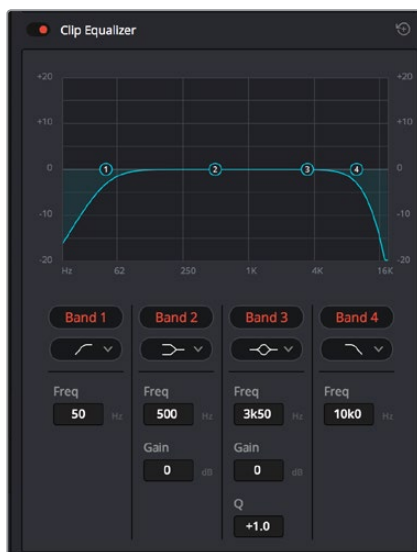 Clip Equalizer
+20 +20
+10 +10
0 1 2 3 4 0
-10 -10
-20 -20
Hz 62 250 1K 4K 16K
Band 1 Band 2 Band 3 Band 4
Freq Freq Freq Freq
50 Hz 500 Hz 3k50 Hz 10k0 Hz
Gain Gain
0 dB 0 dB
Q
+1.0